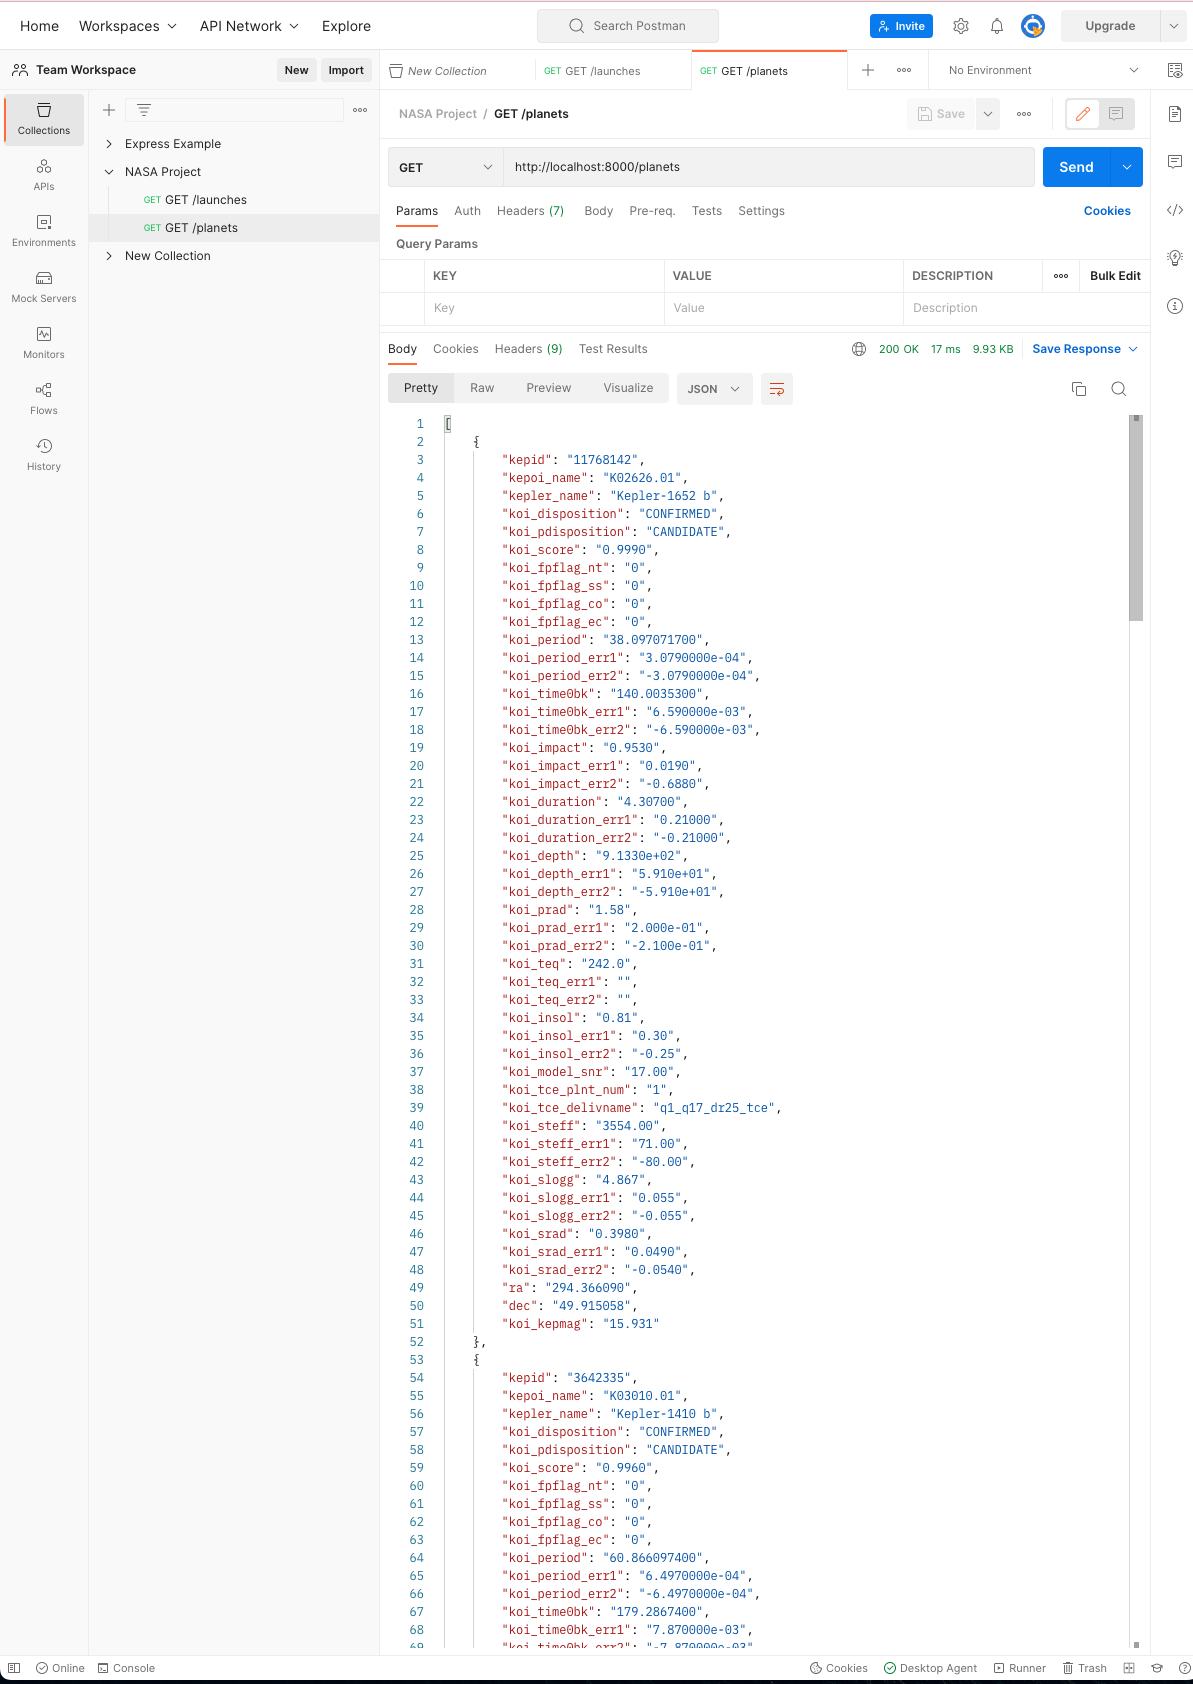 Home Workspaces API Network Explore Search Postman Invite Upgrade
Team Workspace New Import New Collection GET GET /launches GET GET /planets No Environment
Collections
APIs
Environments
Mock Servers
Monitors
Flows
History
Express Example
NASA Project
GET GET /launches
GET GET /planets
New Collection
NASA Project / GET /planets Save
GET http://localhost:8000/planets Send
Params Auth Headers (7) Body Pre-req. Tests Settings Cookies
Query Params
KEY VALUE DESCRIPTION Bulk Edit
Key Value Description
Body Cookies Headers (9) Test Results 200 OK 17 ms 9.93 KB Save Response
Pretty Raw Preview Visualize JSON
1 [
2 {
3 "kepid": "11768142",
4 "kepoi_name": "K02626.01",
5 "kepler_name": "Kepler-1652 b",
6 "koi_disposition": "CONFIRMED",
7 "koi_pdisposition": "CANDIDATE",
8 "koi_score": "0.9990",
9 "koi_fpflag_nt": "0",
10 "koi_fpflag_ss": "0",
11 "koi_fpflag_co": "0",
12 "koi_fpflag_ec": "0",
13 "koi_period": "38.097071700",
14 "koi_period_err1": "3.0790000e-04",
15 "koi_period_err2": "-3.0790000e-04",
16 "koi_time0bk": "140.0035300",
17 "koi_time0bk_err1": "6.590000e-03",
18 "koi_time0bk_err2": "-6.590000e-03",
19 "koi_impact": "0.9530",
20 "koi_impact_err1": "0.0190",
21 "koi_impact_err2": "-0.6880",
22 "koi_duration": "4.30700",
23 "koi_duration_err1": "0.21000",
24 "koi_duration_err2": "-0.21000",
25 "koi_depth": "9.1330e+02",
26 "koi_depth_err1": "5.910e+01",
27 "koi_depth_err2": "-5.910e+01",
28 "koi_prad": "1.58",
29 "koi_prad_err1": "2.000e-01",
30 "koi_prad_err2": "-2.100e-01",
31 "koi_teq": "242.0",
32 "koi_teq_err1": "",
33 "koi_teq_err2": "",
34 "koi_insol": "0.81",
35 "koi_insol_err1": "0.30",
36 "koi_insol_err2": "-0.25",
37 "koi_model_snr": "17.00",
38 "koi_tce_plnt_num": "1",
39 "koi_tce_delivname": "q1_q17_dr25_tce",
40 "koi_steff": "3554.00",
41 "koi_steff_err1": "71.00",
42 "koi_steff_err2": "-80.00",
43 "koi_slogg": "4.867",
44 "koi_slogg_err1": "0.055",
45 "koi_slogg_err2": "-0.055",
46 "koi_srad": "0.3980",
47 "koi_srad_err1": "0.0490",
48 "koi_srad_err2": "-0.0540",
49 "ra": "294.366090",
50 "dec": "49.915058",
51 "koi_kepmag": "15.931"
52 },
53 {
54 "kepid": "3642335",
55 "kepoi_name": "K03010.01",
56 "kepler_name": "Kepler-1410 b",
57 "koi_disposition": "CONFIRMED",
58 "koi_pdisposition": "CANDIDATE",
59 "koi_score": "0.9960",
60 "koi_fpflag_nt": "0",
61 "koi_fpflag_ss": "0",
62 "koi_fpflag_co": "0",
63 "koi_fpflag_ec": "0",
64 "koi_period": "60.866097400",
65 "koi_period_err1": "6.4970000e-04",
66 "koi_period_err2": "-6.4970000e-04",
67 "koi_time0bk": "179.2867400",
68 "koi_time0bk_err1": "7.870000e-03",
69 "koi_time0bk_err2": "-7.870000e-03"
Online Console Cookies Desktop Agent Runner Trash